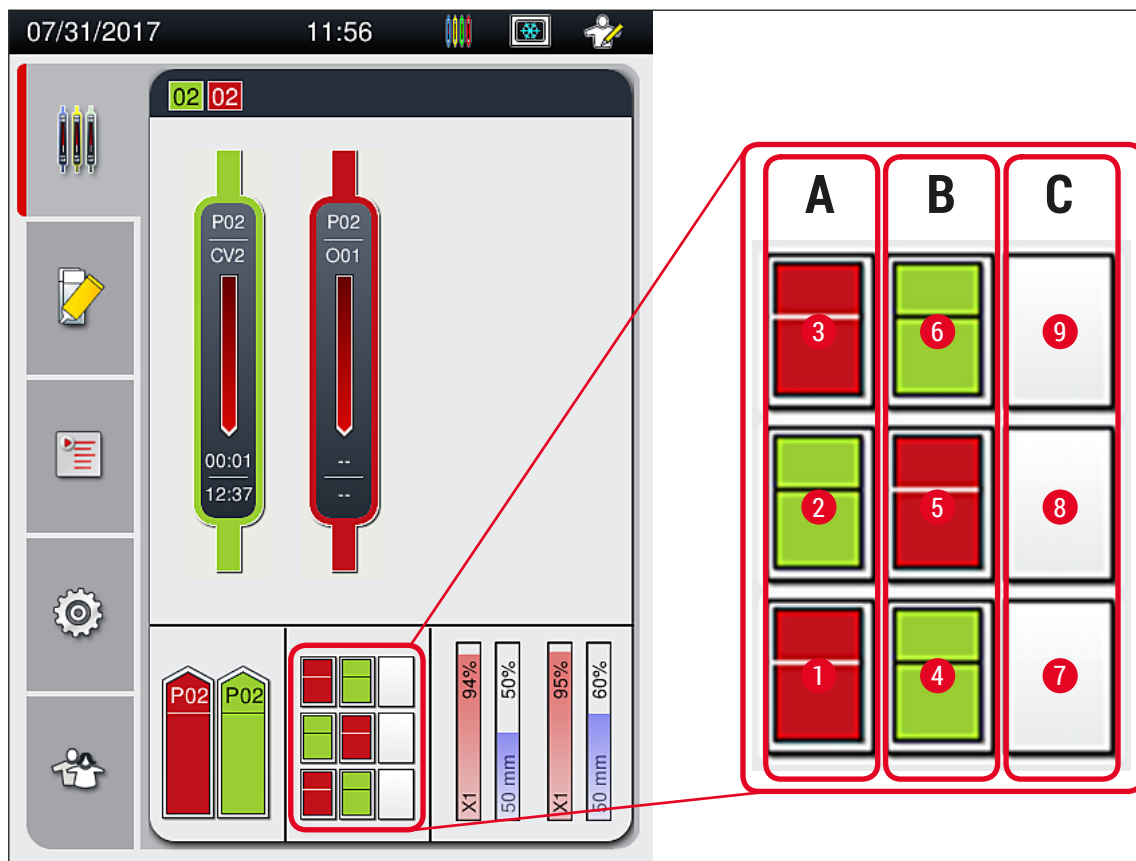 07/31/2017 11:56
02 02
P02 P02
CV2 O01
00:01 --
12:37 --
P02 P02
X1 94%
50 mm 50%
X1 95%
50 mm 60%
A B C
3 6 9
2 5 8
1 4 7